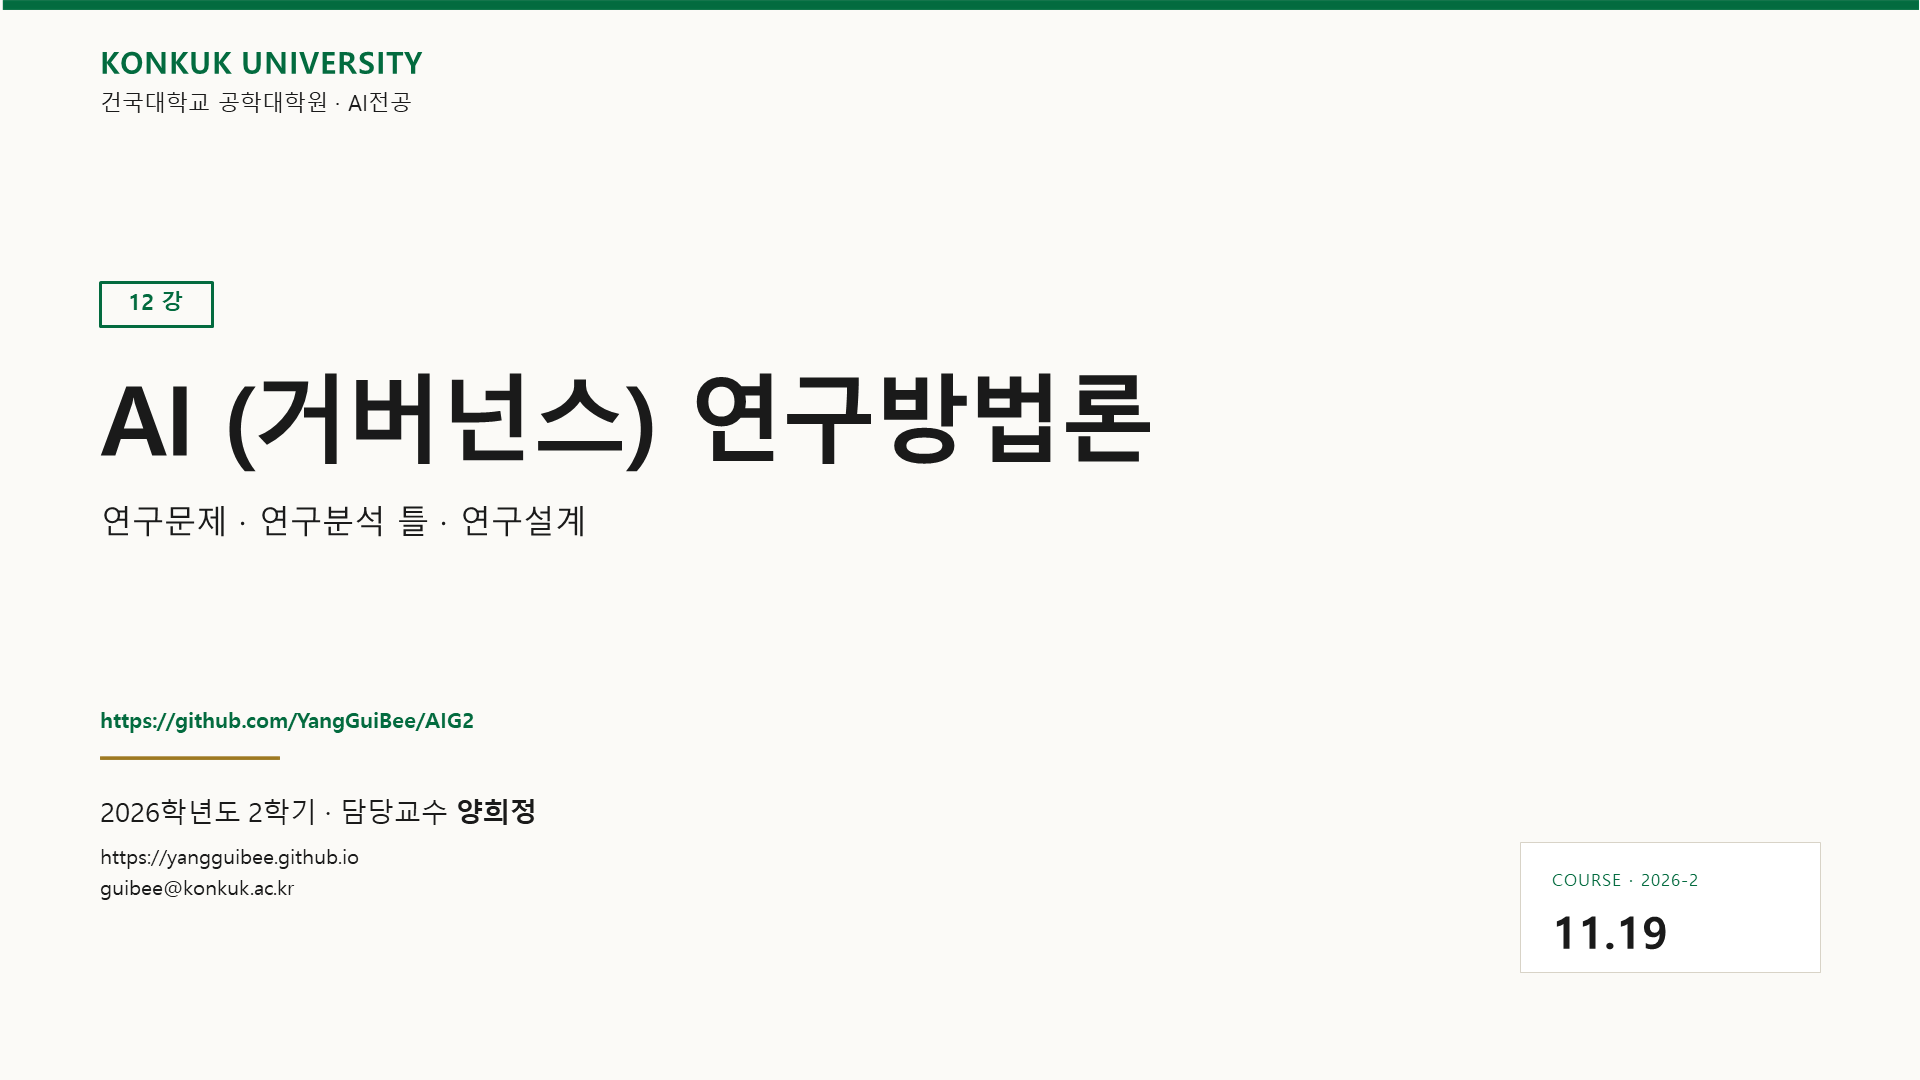 KONKUK UNIVERSITY
건국대학교 공학대학원 · AI전공
12 강
AI (거버넌스) 연구방법론
연구문제 · 연구분석 틀 · 연구설계
https://github.com/YangGuiBee/AIG2
2026학년도 2학기 · 담당교수 양희정
https://yangguibee.github.io
guibee@konkuk.ac.kr
COURSE · 2026-2
11.19